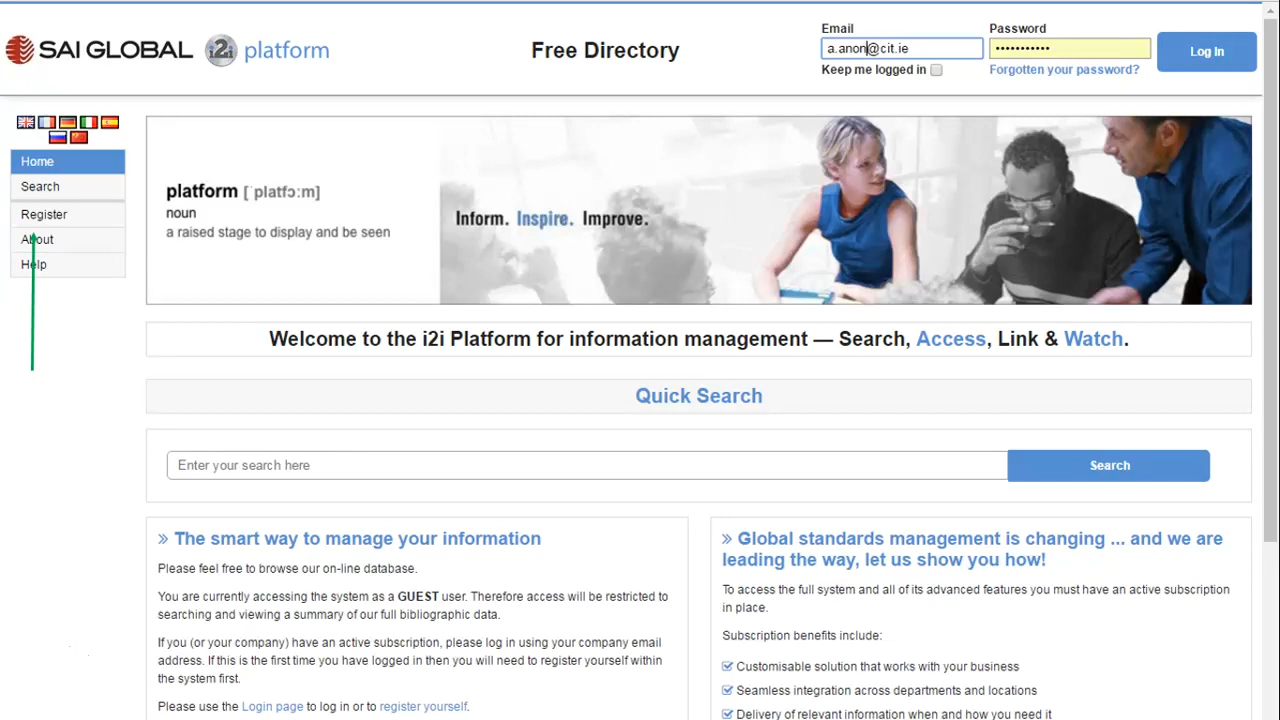 SAI GLOBAL i2i platform
Free Directory
Email
a.anon@cit.ie
Keep me logged in
Password
•••••••••••
Forgotten your password?
Log In
Home
Search
Register
About
Help
platform [ˈplatfɔːm]
noun
a raised stage to display and be seen
Inform. Inspire. Improve.
Welcome to the i2i Platform for information management — Search, Access, Link & Watch.
Quick Search
Enter your search here
Search
» The smart way to manage your information
Please feel free to browse our on-line database.
You are currently accessing the system as a GUEST user. Therefore access will be restricted to
searching and viewing a summary of our full bibliographic data.
If you (or your company) have an active subscription, please log in using your company email
address. If this is the first time you have logged in then you will need to register yourself within
the system first.
Please use the Login page to log in or to register yourself.
» Global standards management is changing ... and we are
leading the way, let us show you how!
To access the full system and all of its advanced features you must have an active subscription
in place.
Subscription benefits include:
Customisable solution that works with your business
Seamless integration across departments and locations
Delivery of relevant information when and how you need it